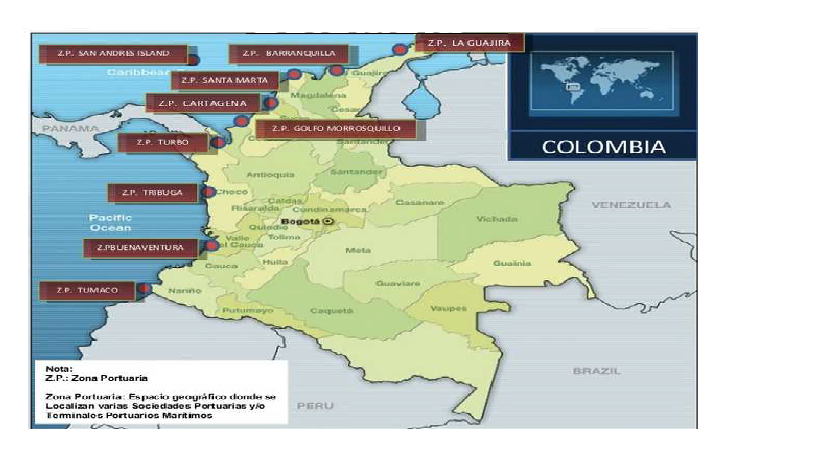 Z.P. LA GUAJIRA
Z.P. SAN ANDRES ISLAND
Z.P. BARRANQUILLA
Caribbean
Guajira
Z.P. SANTA MARTA
Magdalena
Z.P. CARTAGENA
Cesar
PANAMA
Z.P. GOLFO MORROSQUILLO
Z.P. TURBO
Santander
COLOMBIA
Antioquia
Santander
Z.P. TRIBUGA
Choco
Caldas
Casanare
Vichada
VENEZUELA
Risaralda
Cundinamarca
Pacific
Ocean
Bogotá
Quindio
Valle
del Cauca
Tolima
Z.PBUENAVENTURA
Meta
Cauca
Huila
Guainia
Z.P. TUMACO
Nariño
Guaviare
Putumayo
Caqueta
Vaupes
Nota:
Z.P.: Zona Portuaria
Zona Portuaria: Espacio geográfico donde se
Localizan varias Sociedades Portuarias y/o
Terminales Portuarios Marítimos
BRAZIL
PERU